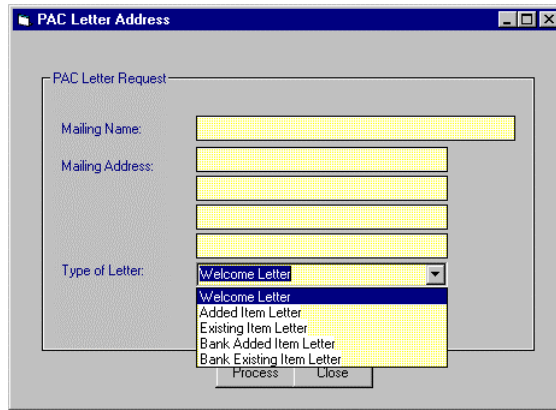 PAC Letter Address
PAC Letter Request
Mailing Name:
Mailing Address:
Type of Letter:
Welcome Letter
Welcome Letter
Added Item Letter
Existing Item Letter
Bank Added Item Letter
Bank Existing Item Letter
Process
Close